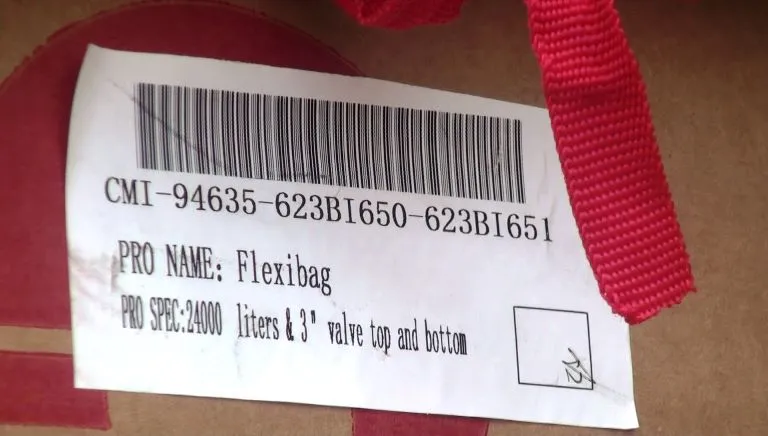 CMI-94635-623BI650-623BI651
PRO NAME: Flexibag
PRO SPEC:24000 liters & 3" valve top and bottom